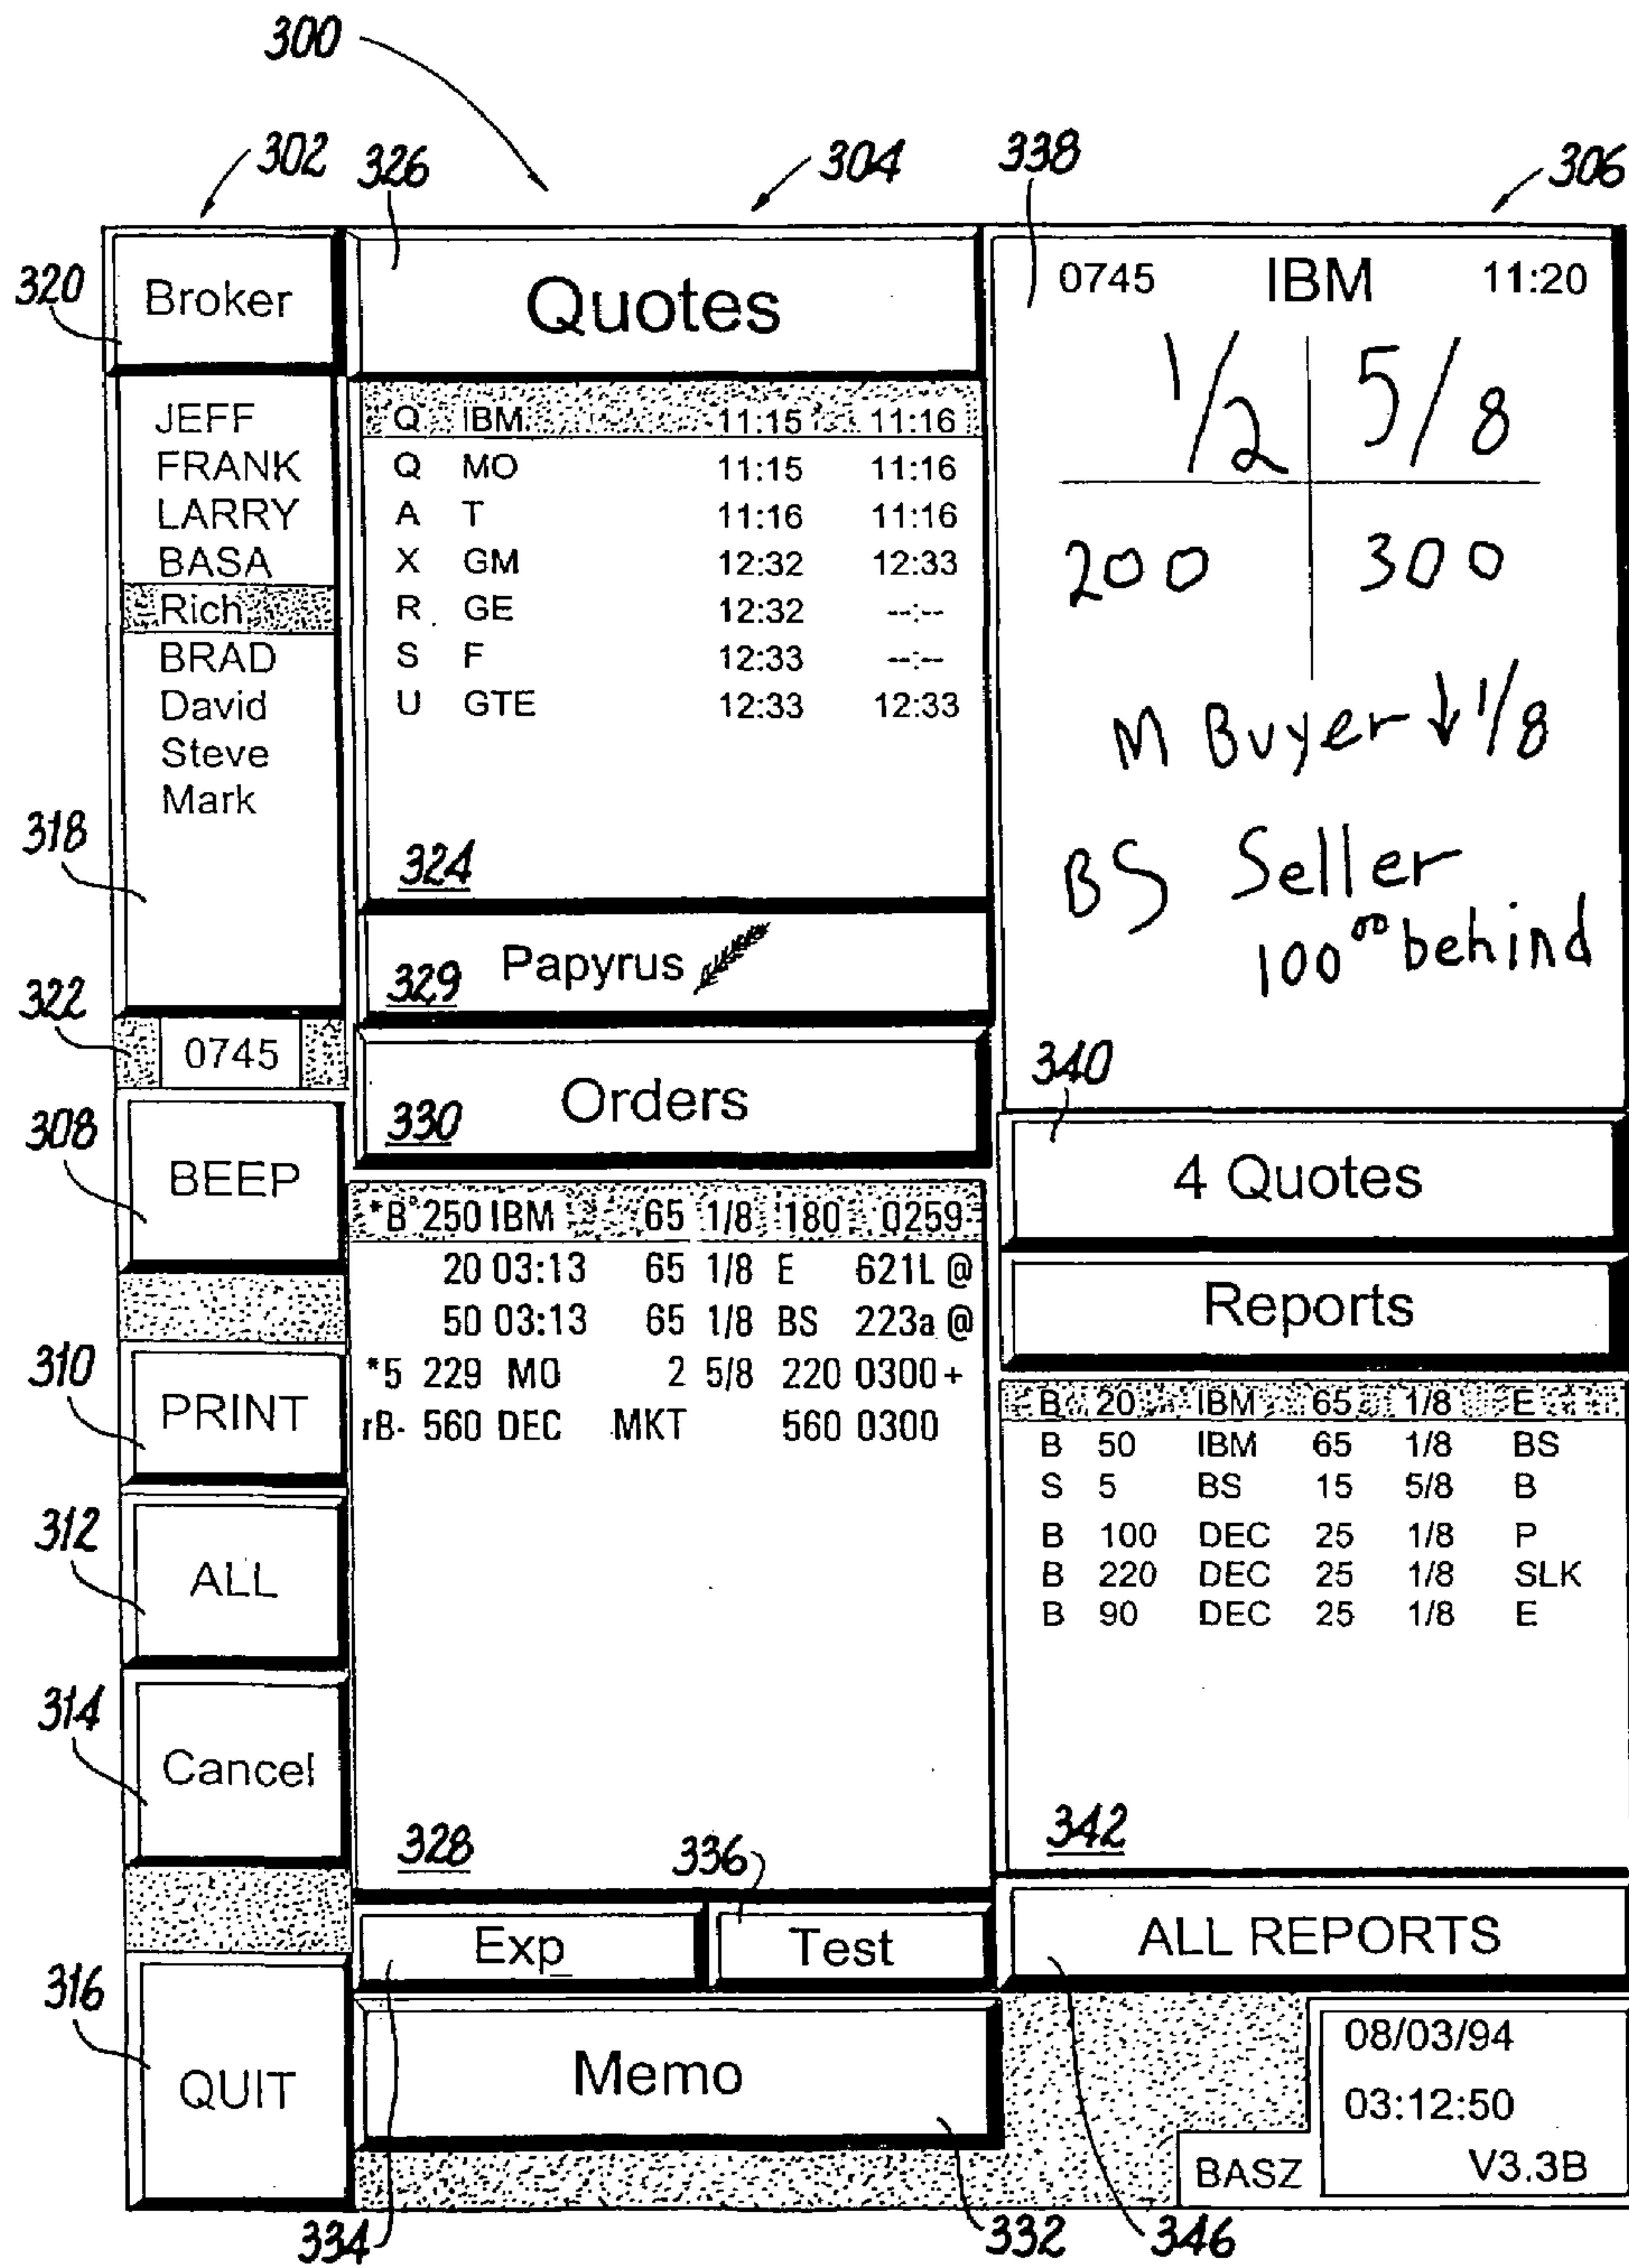 300
302 326 304 338 306
320 Broker
JEFF
FRANK
LARRY
BASA
Rich
BRAD
David
Steve
Mark
318
322 0745
308 BEEP
310 PRINT
312 ALL
314 Cancel
316 QUIT
Quotes
Q IBM 11:15 11:16
Q MO 11:15 11:16
A T 11:16 11:16
X GM 12:32 12:33
R GE 12:32 --:--
S F 12:33 --:--
U GTE 12:33 12:33
324
329 Papyrus
330 Orders
*B 250 IBM 65 1/8 180 0259-
20 03:13 65 1/8 E 621L @
50 03:13 65 1/8 BS 223a @
*5 229 MO 2 5/8 220 0300+
rB- 560 DEC MKT 560 0300
328 336
Exp Test
Memo
334 332
0745 IBM 11:20
1/2 5/8
200 300
M Buyer ↓ 1/8
BS Seller
100 00 behind
340
4 Quotes
Reports
B 20 IBM 65 1/8 E
B 50 IBM 65 1/8 BS
S 5 BS 15 5/8 B
B 100 DEC 25 1/8 P
B 220 DEC 25 1/8 SLK
B 90 DEC 25 1/8 E
342
ALL REPORTS
08/03/94
03:12:50
BASZ V3.3B
346